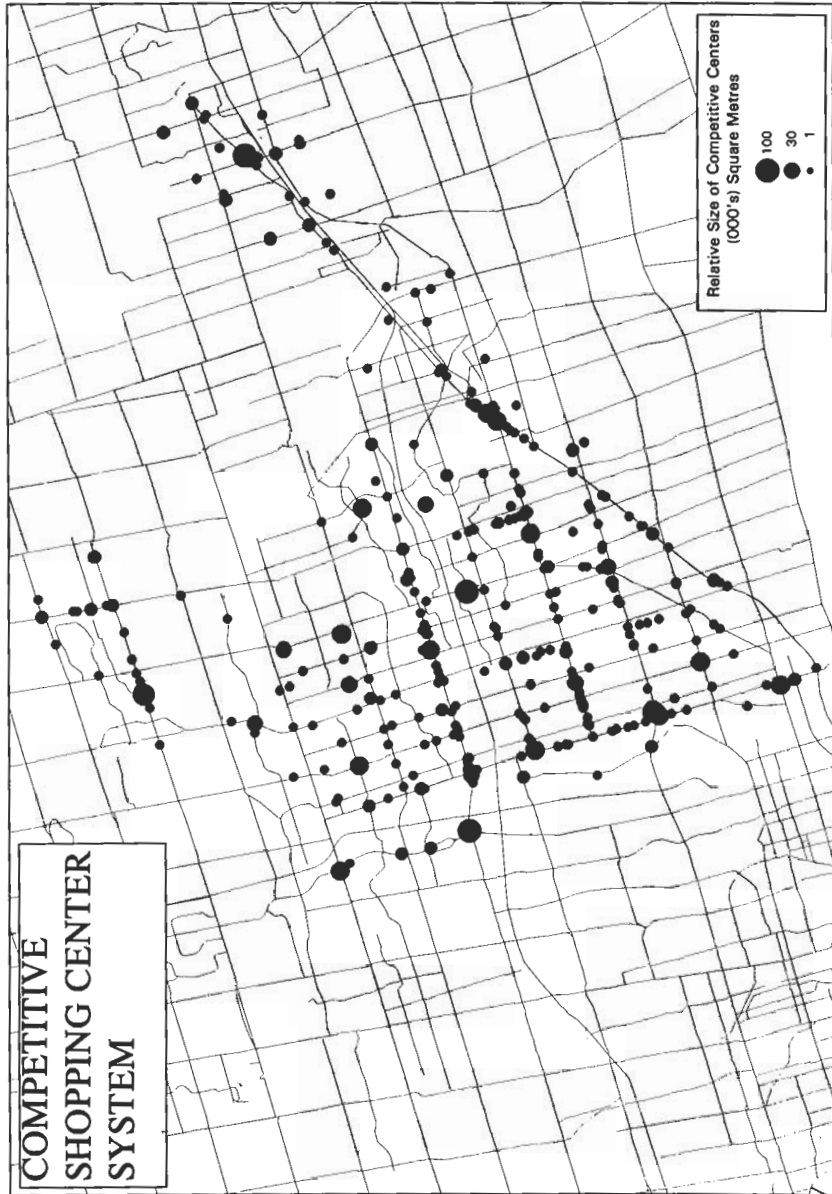 COMPETITIVE
SHOPPING CENTER
SYSTEM
Relative Size of Competitive Centers
(000's) Square Metres
100
30
1